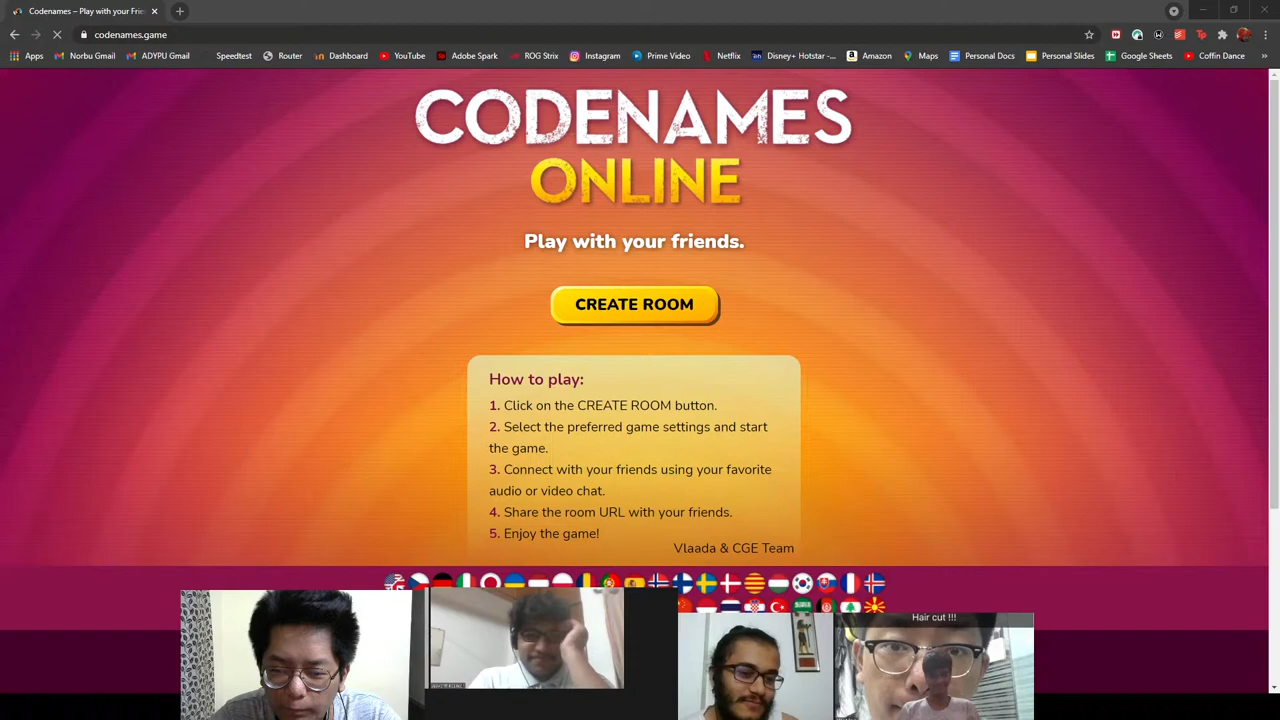 Codenames – Play with your Frie
codenames.game
Apps Norbu Gmail ADYPU Gmail Speedtest Router Dashboard YouTube Adobe Spark ROG Strix Instagram Prime Video Netflix Disney+ Hotstar -... Amazon Maps Personal Docs Personal Slides Google Sheets Coffin Dance
CODENAMES
ONLINE
Play with your friends.
CREATE ROOM
How to play:
1. Click on the CREATE ROOM button.
2. Select the preferred game settings and start
the game.
3. Connect with your friends using your favorite
audio or video chat.
4. Share the room URL with your friends.
5. Enjoy the game!
Vlaada & CGE Team
Hair cut !!!